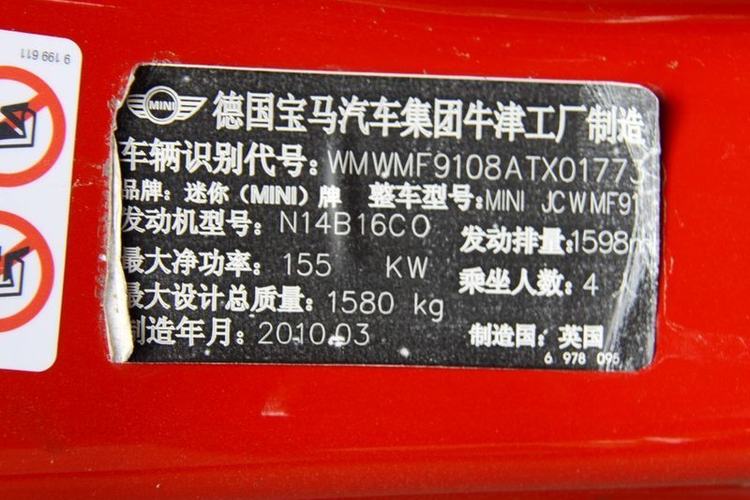 9 199 611
MINI
德国宝马汽车集团牛津工厂制造
车辆识别代号: WMWMF9108ATX01773
品牌: 迷你(MINI)牌 整车型号: MINI JCW MF91
发动机型号: N14B16C0 发动排量: 1598m
最大净功率: 155 KW 乘坐人数: 4
最大设计总质量: 1580 kg
制造年月: 2010.03 制造国: 英国
6 978 095